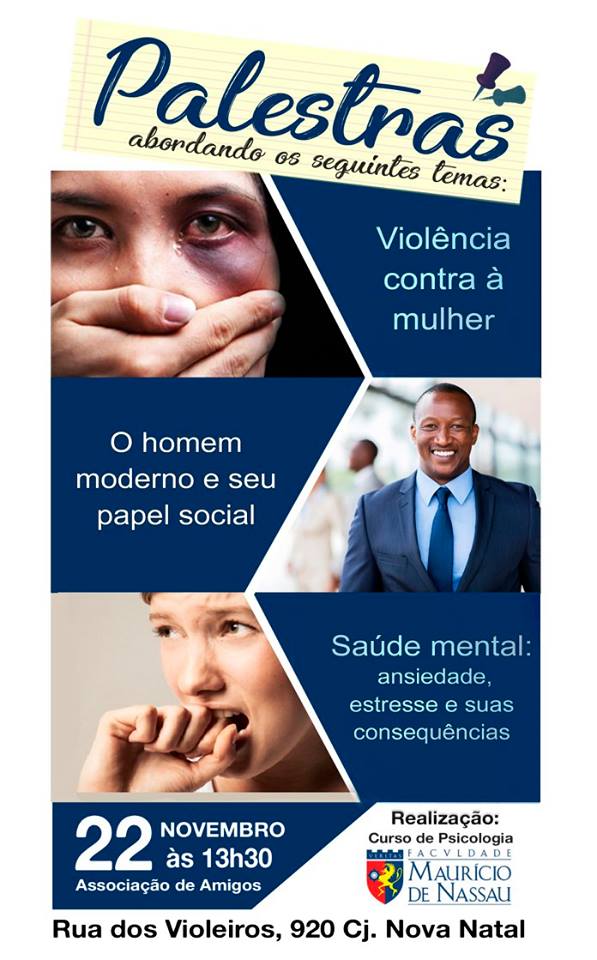 Palestras
abordando os seguintes temas:
Violência
contra à
mulher
O homem
moderno e seu
papel social
Saúde mental:
ansiedade,
estresse e suas
consequências
22 NOVEMBRO
às 13h30
Associação de Amigos
Realização:
Curso de Psicologia
VERITAS
FACVLDADE
MAURÍCIO
DE NASSAU
Rua dos Violeiros, 920 Cj. Nova Natal